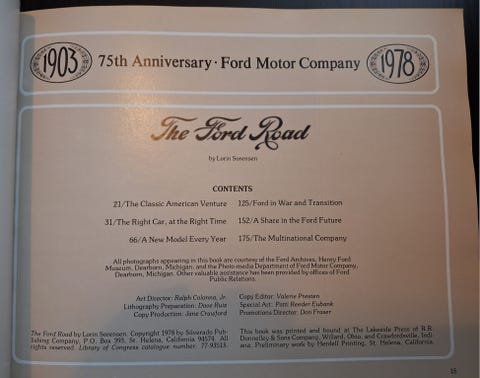 1903 75th Anniversary · Ford Motor Company 1978
The Ford Road
by Lorin Sorensen
CONTENTS
21/The Classic American Venture
31/The Right Car, at the Right Time
66/A New Model Every Year
125/Ford in War and Transition
152/A Share in the Ford Future
175/The Multinational Company
All photographs appearing in this book are courtesy of the Ford Archives, Henry Ford
Museum, Dearborn, Michigan, and the Photo-media Department of Ford Motor Company,
Dearborn, Michigan. Other valuable assistance has been provided by offices of Ford
Public Relations.
Art Director: Ralph Colonna, Jr.
Lithography Preparation: Dave Ruiz
Copy Production: Jane Crauford
Copy Editor: Valerie Presten
Special Art: Patti Reeder Eubank
Promotions Director: Don Fraser
The Ford Road by Lorin Sorensen. Copyright 1978 by Silverado Pub-
lishing Company, P.O. Box 393, St. Helena, California 94574. All
rights reserved. Library of Congress catalogue number. 77-93513.
This book was printed and bound at The Lakeside Press of R.R.
Donnelley & Sons Company, Willard, Ohio, and Crawfordsville, Indi-
ana. Preliminary work by Herdell Printing, St. Helena, California.
15